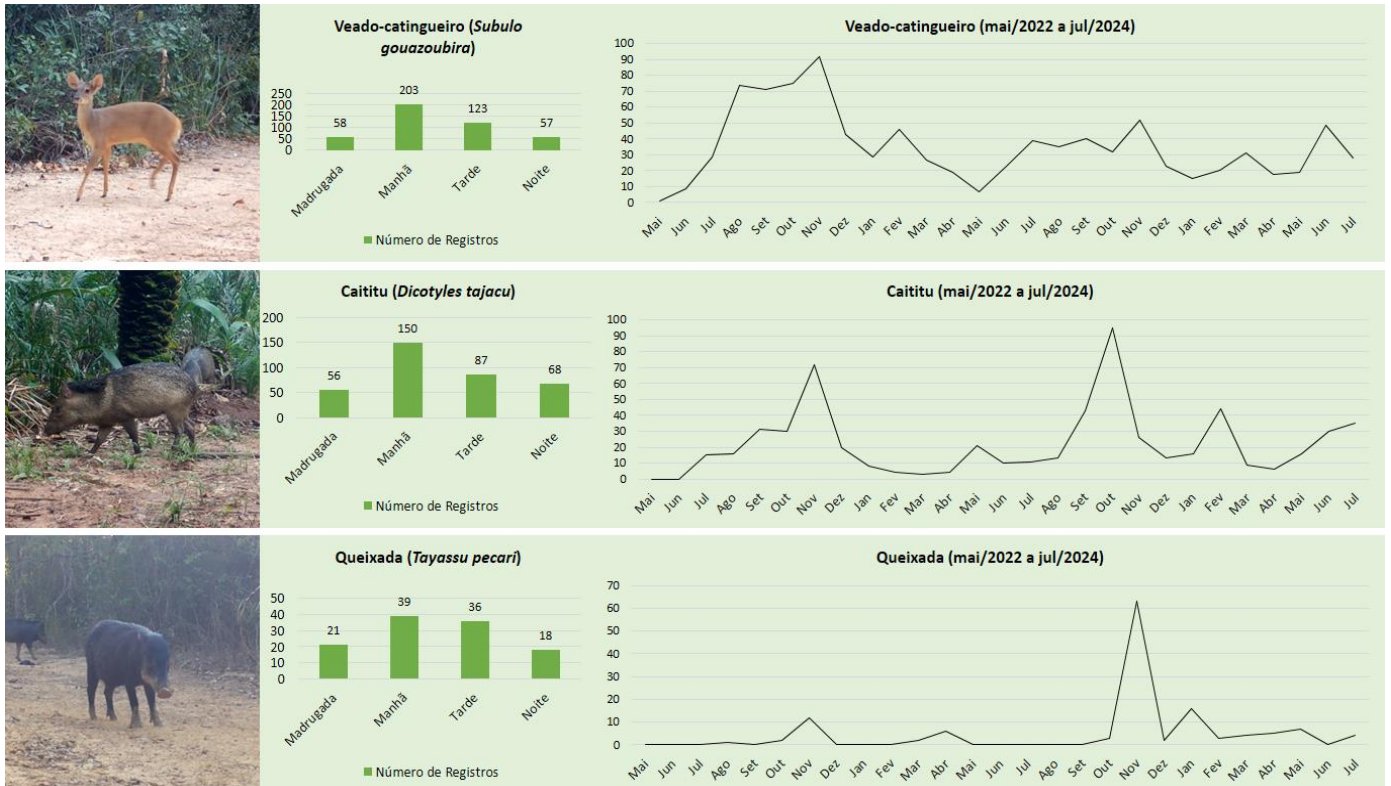 Veado-catingueiro (Subulo
gouazoubira)
250
200
150
100
50
0
58
203
123
57
Madrugada
Manhã
Tarde
Noite
Número de Registros
Veado-catingueiro (mai/2022 a jul/2024)
100
90
80
70
60
50
40
30
20
10
0
Mai Jun Jul Ago Set Out Nov Dez Jan Fev Mar Abr Mai Jun Jul Ago Set Out Nov Dez Jan Fev Mar Abr Mai Jun Jul
Caititu (Dicotyles tajacu)
200
150
100
50
0
56
150
87
68
Madrugada
Manhã
Tarde
Noite
Número de Registros
Caititu (mai/2022 a jul/2024)
100
90
80
70
60
50
40
30
20
10
0
Mai Jun Jul Ago Set Out Nov Dez Jan Fev Mar Abr Mai Jun Jul Ago Set Out Nov Dez Jan Fev Mar Abr Mai Jun Jul
Queixada (Tayassu pecari)
50
40
30
20
10
0
21
39
36
18
Madrugada
Manhã
Tarde
Noite
Número de Registros
Queixada (mai/2022 a jul/2024)
70
60
50
40
30
20
10
0
Mai Jun Jul Ago Set Out Nov Dez Jan Fev Mar Abr Mai Jun Jul Ago Set Out Nov Dez Jan Fev Mar Abr Mai Jun Jul